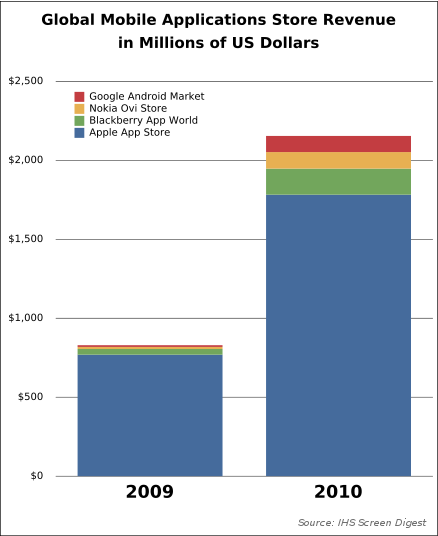 Global Mobile Applications Store Revenue
in Millions of US Dollars
$2,500
Google Android Market
Nokia Ovi Store
Blackberry App World
Apple App Store
$2,000
$1,500
$1,000
$500
$0
2009 2010
Source: IHS Screen Digest